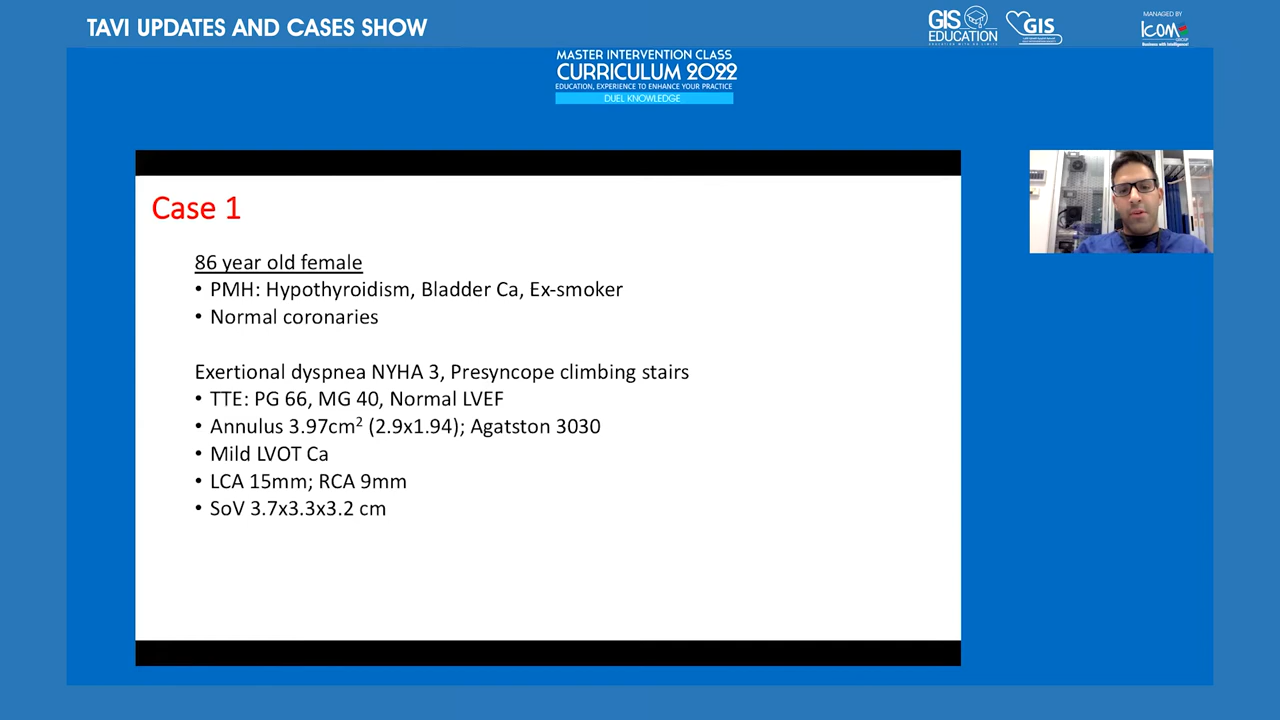 TAVI UPDATES AND CASES SHOW
GIS
EDUCATION
GIS
MANAGED BY
ICOM
GROUP
Business with Intelligence!
MASTER INTERVENTION CLASS
CURRICULUM 2022
EDUCATION, EXPERIENCE TO ENHANCE YOUR PRACTICE
DUEL KNOWLEDGE
Case 1
86 year old female
• PMH: Hypothyroidism, Bladder Ca, Ex-smoker
• Normal coronaries
Exertional dyspnea NYHA 3, Presyncope climbing stairs
• TTE: PG 66, MG 40, Normal LVEF
• Annulus 3.97cm² (2.9x1.94); Agatston 3030
• Mild LVOT Ca
• LCA 15mm; RCA 9mm
• SoV 3.7x3.3x3.2 cm